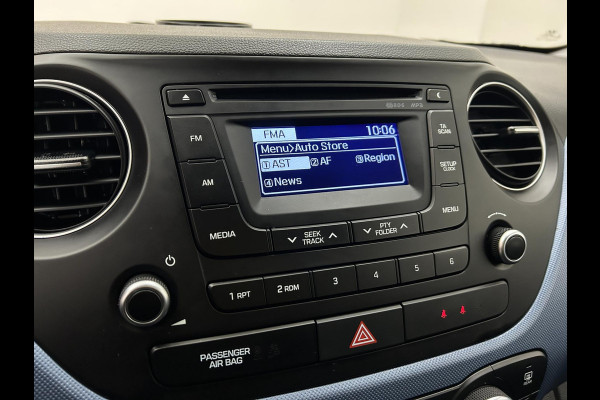 MP3
FM
FMA 10:06
TA
SCAN
Menu>Auto Store
① AST ② AF ③ Region
④ News
AM
SETUP
CLOCK
MEDIA
SEEK
TRACK
PTY
FOLDER
MENU
1 RPT 2 RDM 3 4 5 6
PASSENGER
AIR BAG